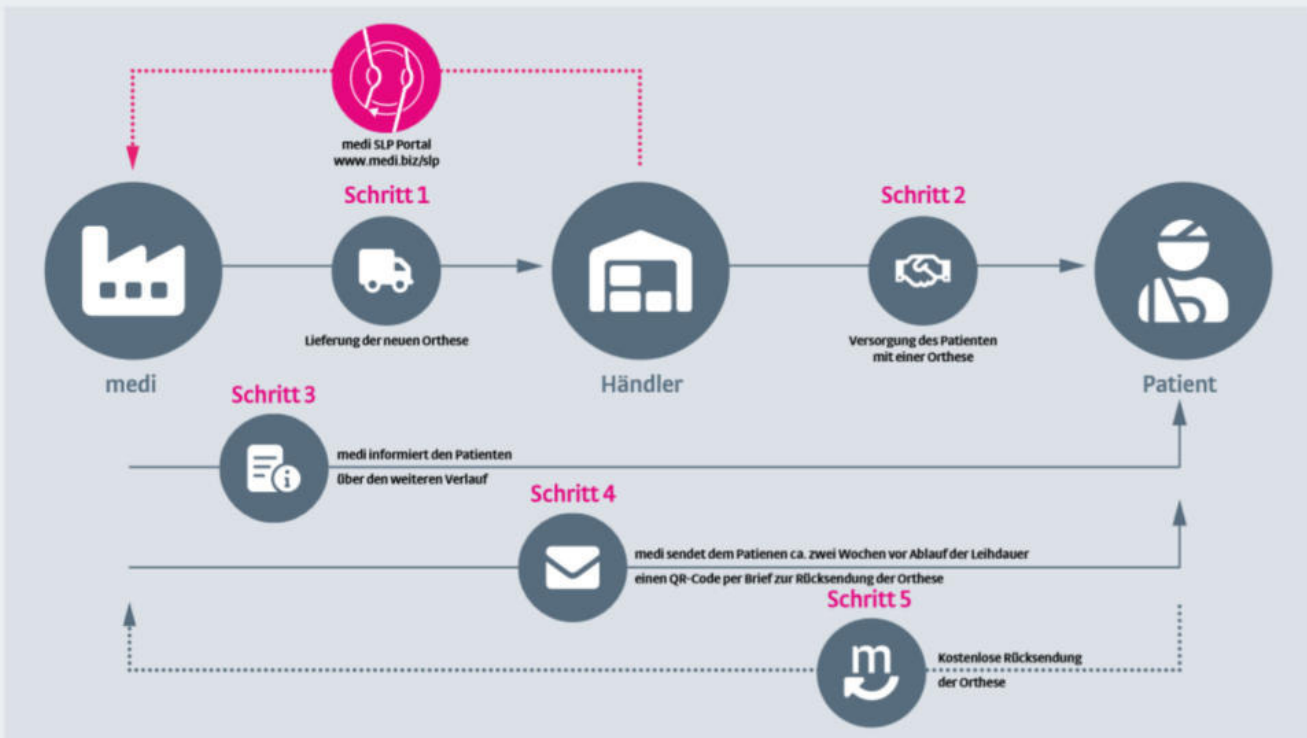 medi SLP Portal
www.medi.biz/slp
Schritt 1
Schritt 2
Lieferung der neuen Orthese
Versorgung des Patienten
mit einer Orthese
medi
Händler
Patient
Schritt 3
medi informiert den Patienten
über den weiteren Verlauf
Schritt 4
medi sendet dem Patienen ca. zwei Wochen vor Ablauf der Leihdauer
einen QR-Code per Brief zur Rücksendung der Orthese
Schritt 5
m
Kostenlose Rücksendung
der Orthese